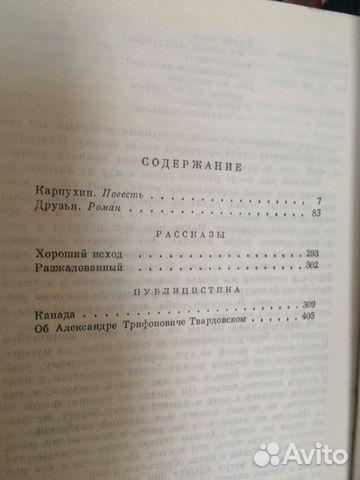 СОДЕРЖАНИЕ
Карпухин. Повесть . . . . . . . . . . 7
Друзья. Роман . . . . . . . . . . . 83
РАССКАЗЫ
Хороший исход . . . . . . . . . . . 293
Разжалованный . . . . . . . . . . . 302
ПУБЛИЦИСТИКА
Канада . . . . . . . . . . . . . . 309
Об Александре Трифоновиче Твардовском . . . . 405
Avito